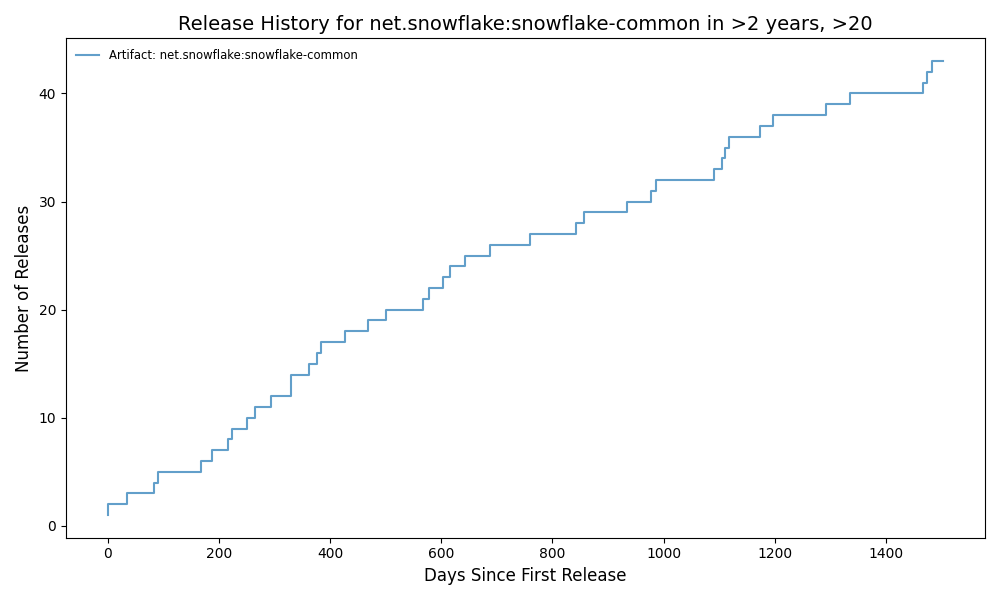 Release History for net.snowflake:snowflake-common in >2 years, >20
Artifact: net.snowflake:snowflake-common
Number of Releases
40
30
20
10
0
0 200 400 600 800 1000 1200 1400
Days Since First Release